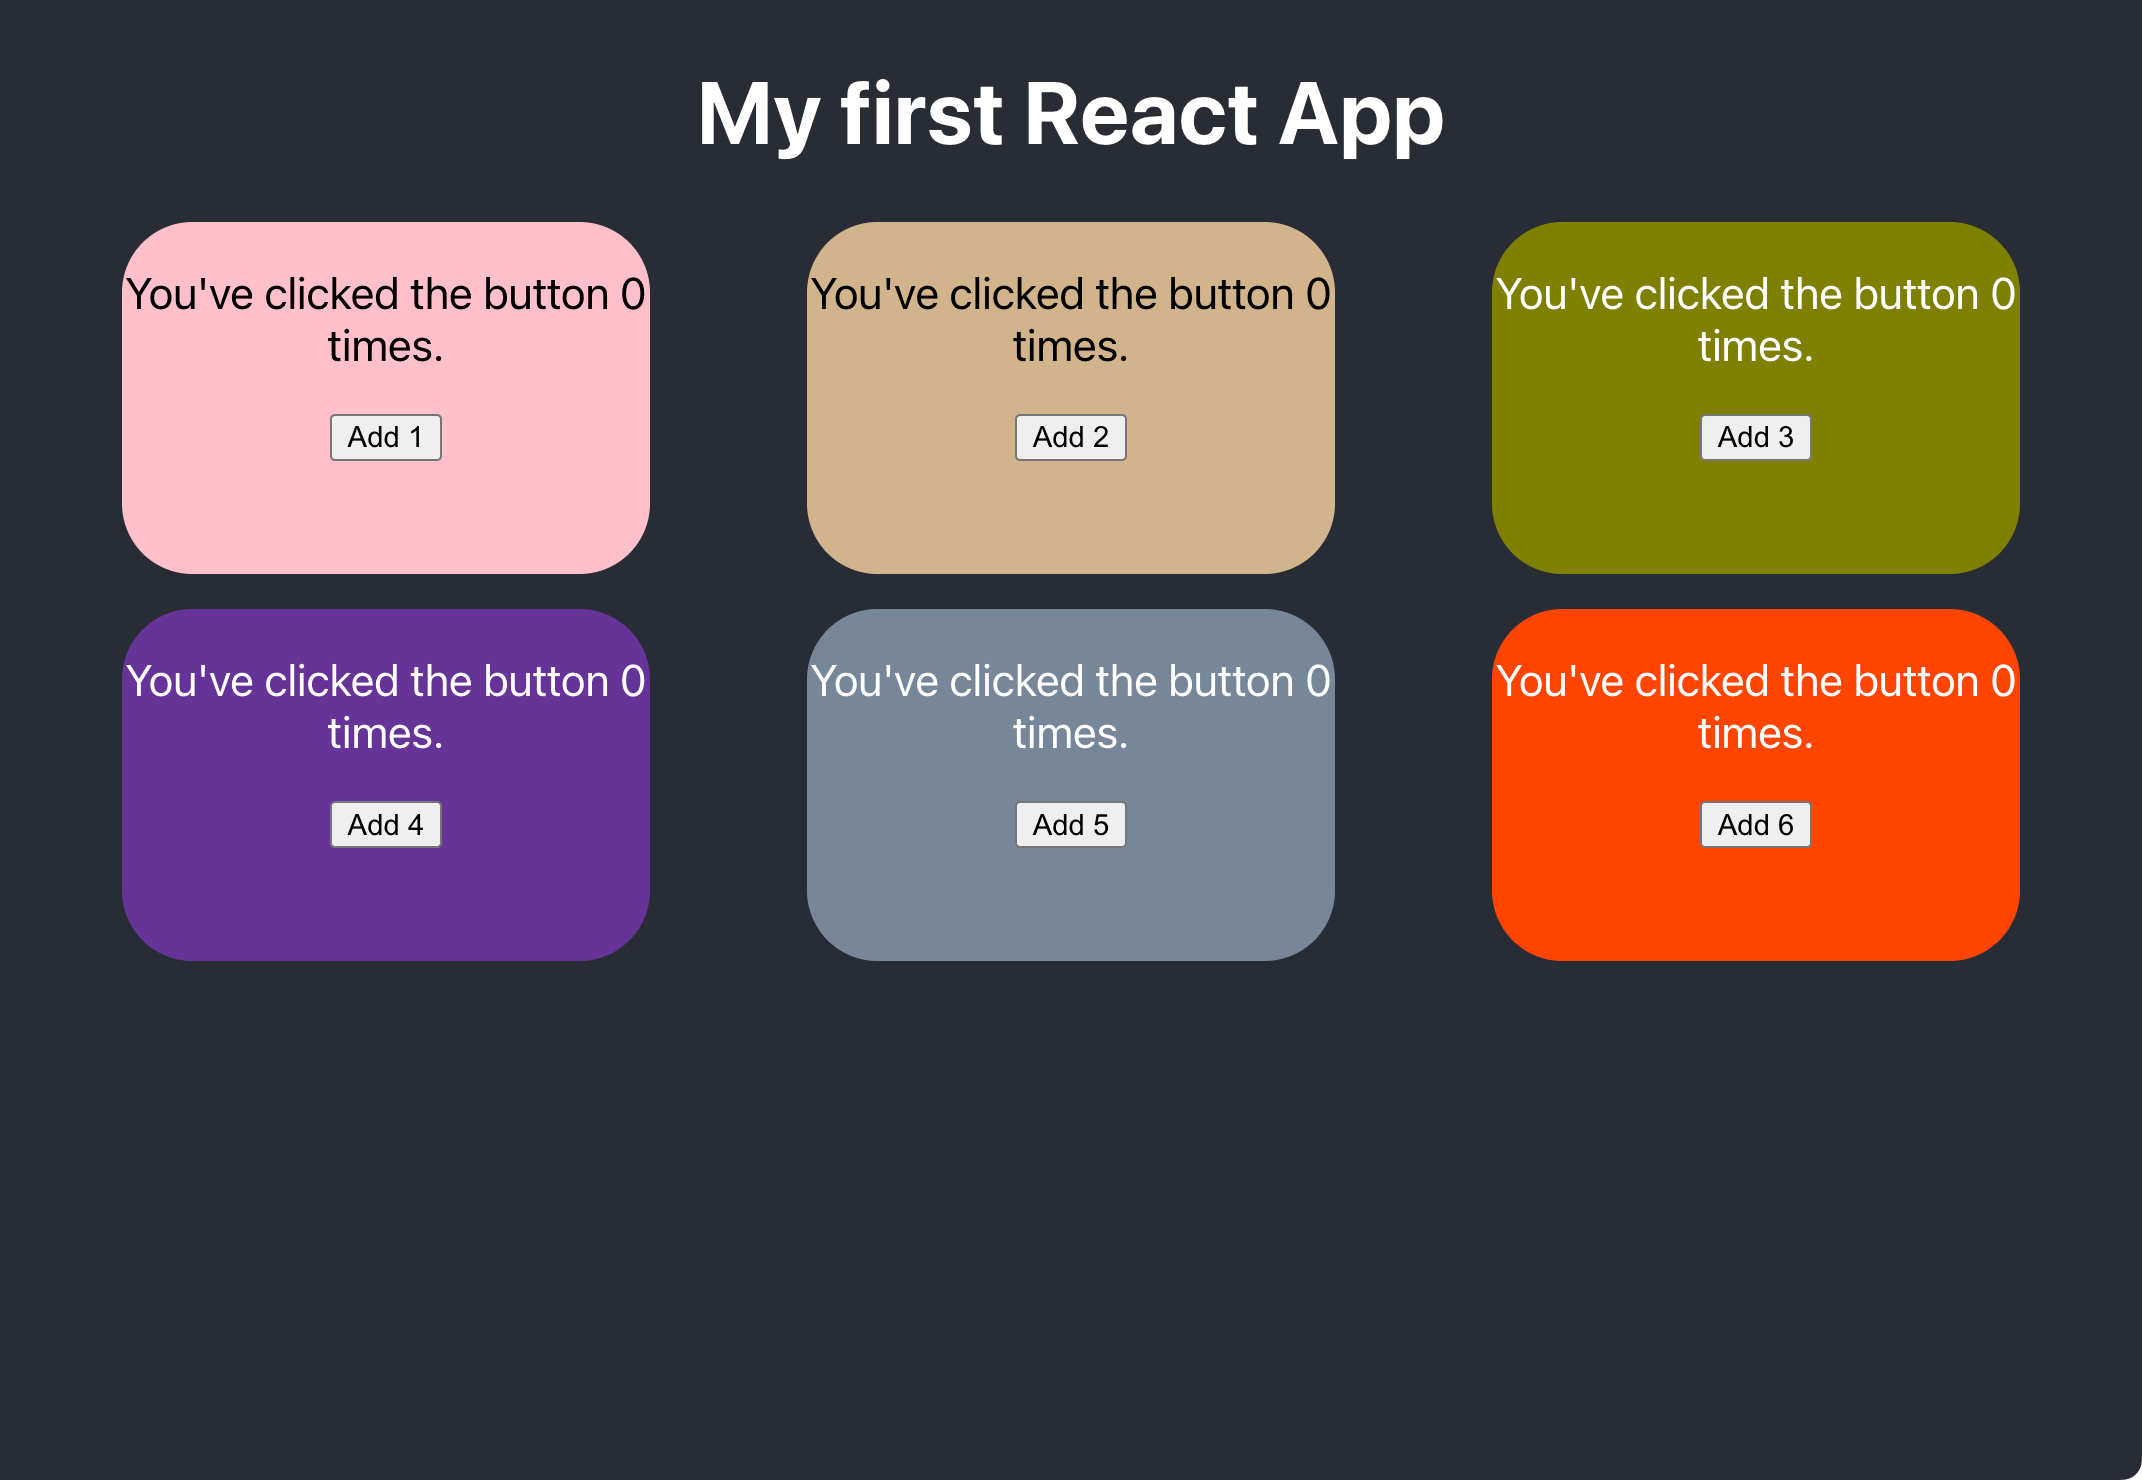 My first React App
You've clicked the button 0
times.
Add 1
You've clicked the button 0
times.
Add 2
You've clicked the button 0
times.
Add 3
You've clicked the button 0
times.
Add 4
You've clicked the button 0
times.
Add 5
You've clicked the button 0
times.
Add 6